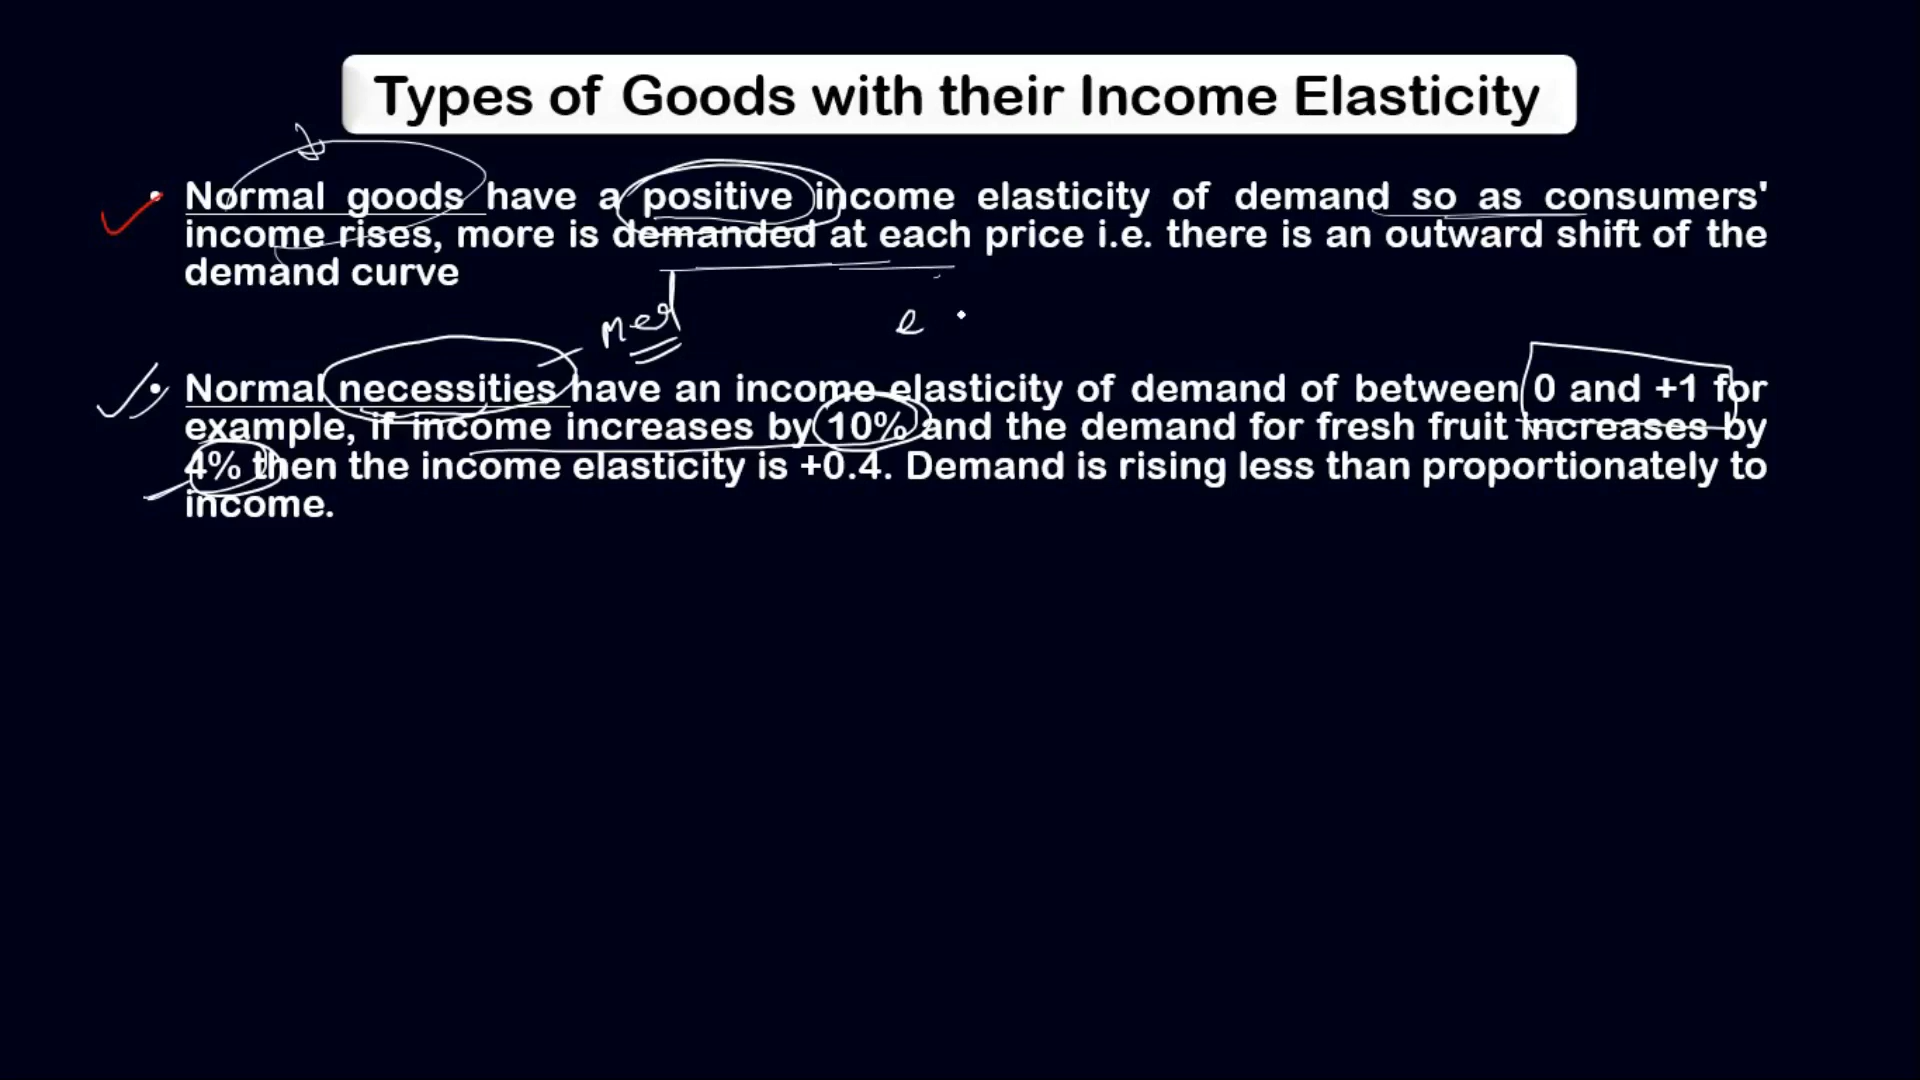 Types of Goods with their Income Elasticity
• Normal goods have a positive income elasticity of demand so as consumers'
income rises, more is demanded at each price i.e. there is an outward shift of the
demand curve
e
• Normal necessities have an income elasticity of demand of between 0 and +1 for
example, if income increases by 10% and the demand for fresh fruit increases by
4% then the income elasticity is +0.4. Demand is rising less than proportionately to
income.